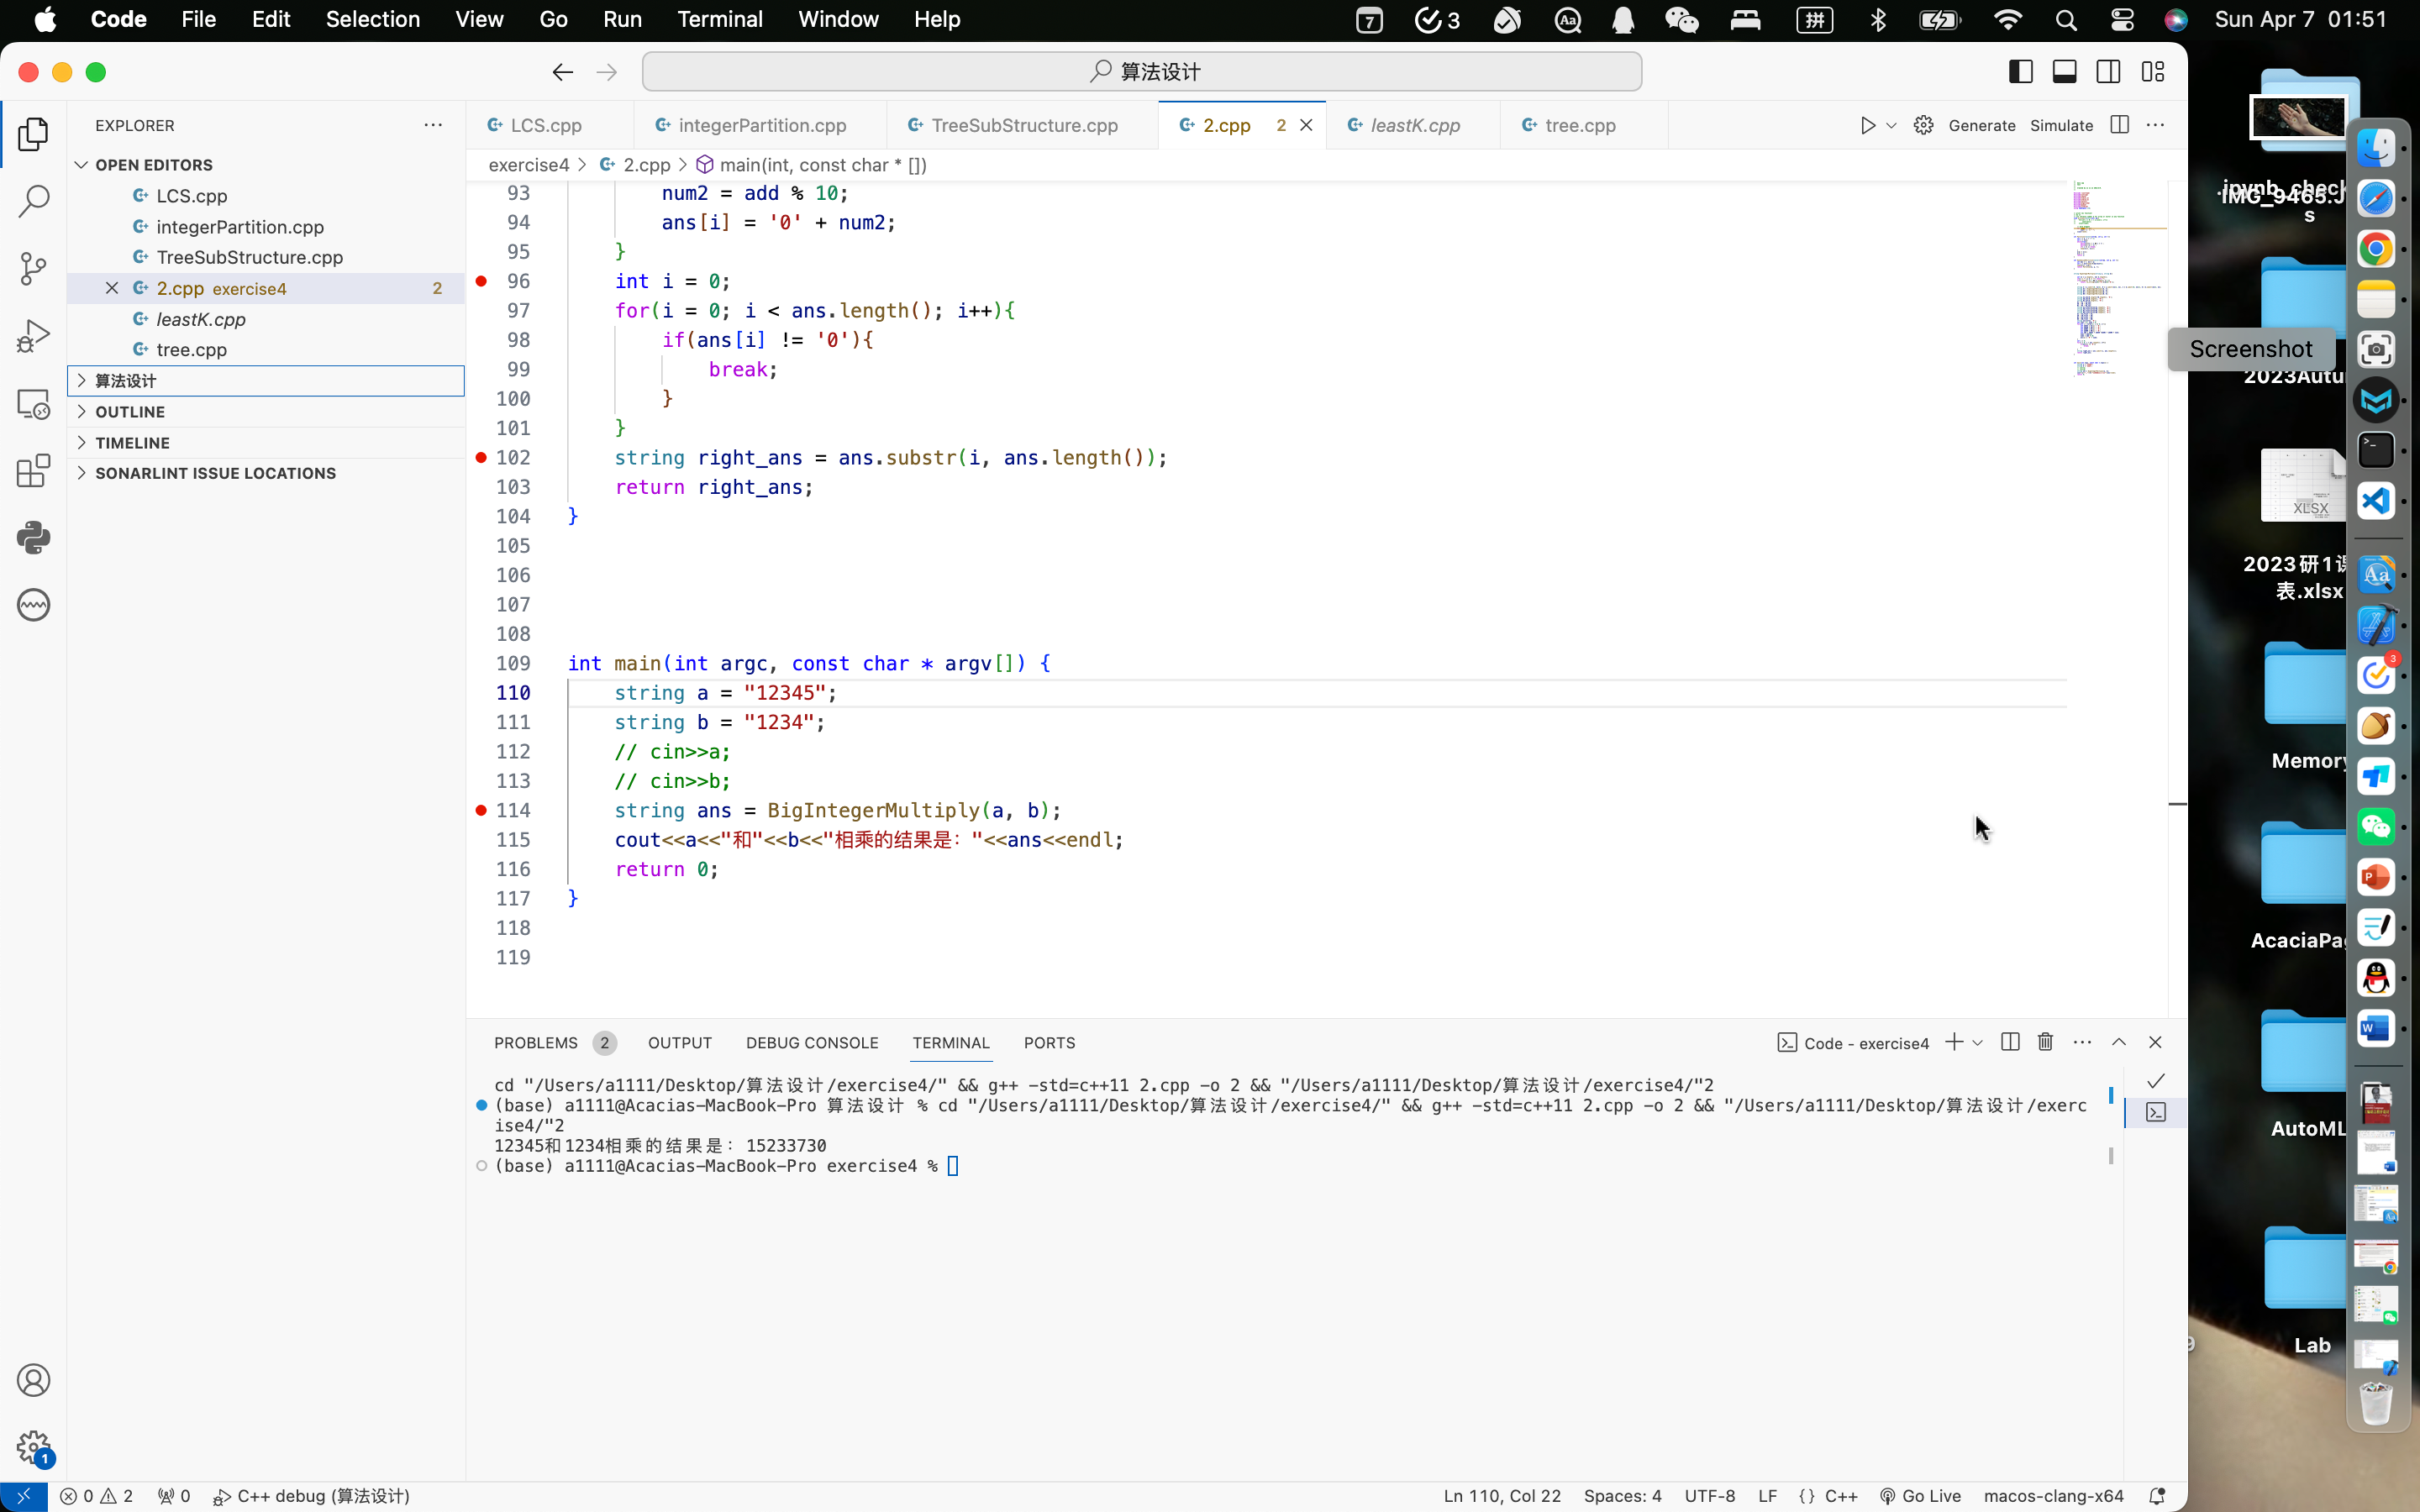 Code File Edit Selection View Go Run Terminal Window Help 7 3 Aa 拼 Sun Apr 7 01:51
算法设计
EXPLORER
OPEN EDITORS
LCS.cpp
integerPartition.cpp
TreeSubStructure.cpp
2.cpp exercise4 2
leastK.cpp
tree.cpp
算法设计
OUTLINE
TIMELINE
SONARLINT ISSUE LOCATIONS
LCS.cpp integerPartition.cpp TreeSubStructure.cpp 2.cpp 2 leastK.cpp tree.cpp Generate Simulate
exercise4 > 2.cpp > main(int, const char * [])
93 num2 = add % 10;
94 ans[i] = '0' + num2;
95 }
96 int i = 0;
97 for(i = 0; i < ans.length(); i++){
98 if(ans[i] != '0'){
99 break;
100 }
101 }
102 string right_ans = ans.substr(i, ans.length());
103 return right_ans;
104 }
105
106
107
108
109 int main(int argc, const char * argv[]) {
110 string a = "12345";
111 string b = "1234";
112 // cin>>a;
113 // cin>>b;
114 string ans = BigIntegerMultiply(a, b);
115 cout<<a<<"和"<<b<<"相乘的结果是："<<ans<<endl;
116 return 0;
117 }
118
119
PROBLEMS 2 OUTPUT DEBUG CONSOLE TERMINAL PORTS Code - exercise4
cd "/Users/a1111/Desktop/算法设计/exercise4/" && g++ -std=c++11 2.cpp -o 2 && "/Users/a1111/Desktop/算法设计/exercise4/"2
(base) a1111@Acacias-MacBook-Pro 算法设计 % cd "/Users/a1111/Desktop/算法设计/exercise4/" && g++ -std=c++11 2.cpp -o 2 && "/Users/a1111/Desktop/算法设计/exerc
ise4/"2
12345和1234相乘的结果是：15233730
(base) a1111@Acacias-MacBook-Pro exercise4 %
1
0 2 0 C++ debug (算法设计) Ln 110, Col 22 Spaces: 4 UTF-8 LF {} C++ Go Live macos-clang-x64
Screenshot
2023Autu
XLSX
2023研1课
表.xlsx
Memory
AcaciaPa
AutoML
Lab
3